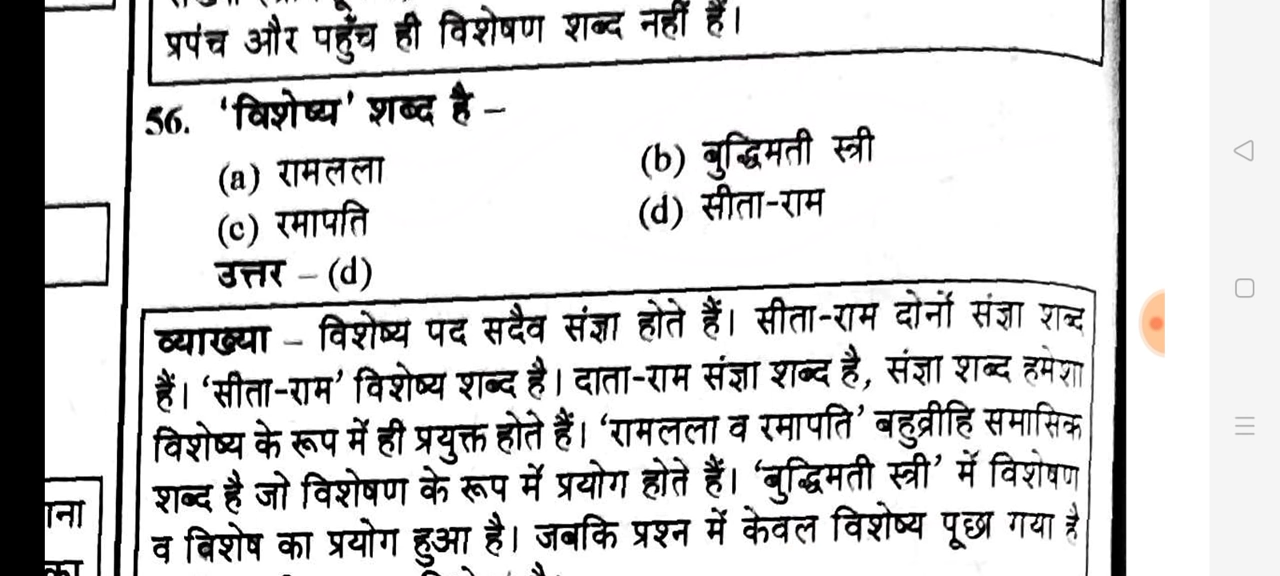 प्रपंच और पहुँच ही विशेषण शब्द नहीं हैं।
56. 'विशेष्य' शब्द है –
(a) रामलला
(b) बुद्धिमती स्त्री
(c) रमापति
(d) सीता-राम
उत्तर – (d)
व्याख्या – विशेष्य पद सदैव संज्ञा होते हैं। सीता-राम दोनों संज्ञा शब्द
हैं। 'सीता-राम' विशेष्य शब्द है। दाता-राम संज्ञा शब्द है, संज्ञा शब्द हमेशा
विशेष्य के रूप में ही प्रयुक्त होते हैं। 'रामलला व रमापति' बहुव्रीहि समासिक
शब्द है जो विशेषण के रूप में प्रयोग होते हैं। 'बुद्धिमती स्त्री' में विशेषण
व विशेष का प्रयोग हुआ है। जबकि प्रश्न में केवल विशेष्य पूछा गया है